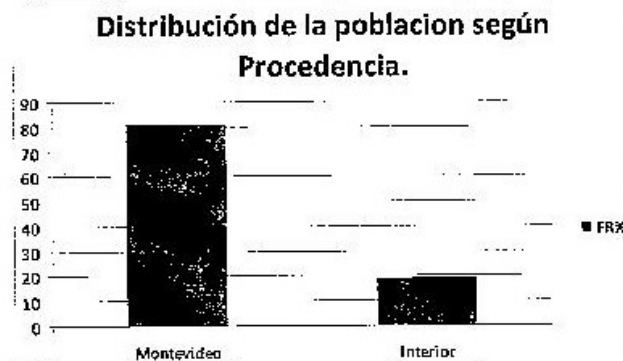 Distribución de la poblacion según
Procedencia.
90
80
70
60
50
40
30
20
10
0
Montevideo
Interior
FR%